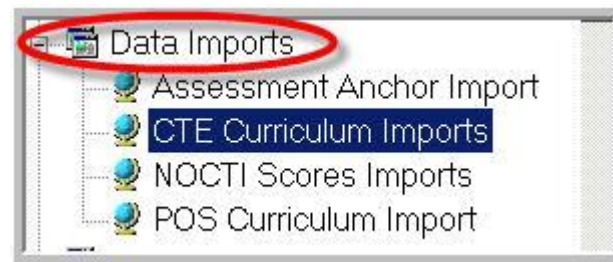 Data Imports
Assessment Anchor Import
CTE Curriculum Imports
NOCTI Scores Imports
POS Curriculum Import